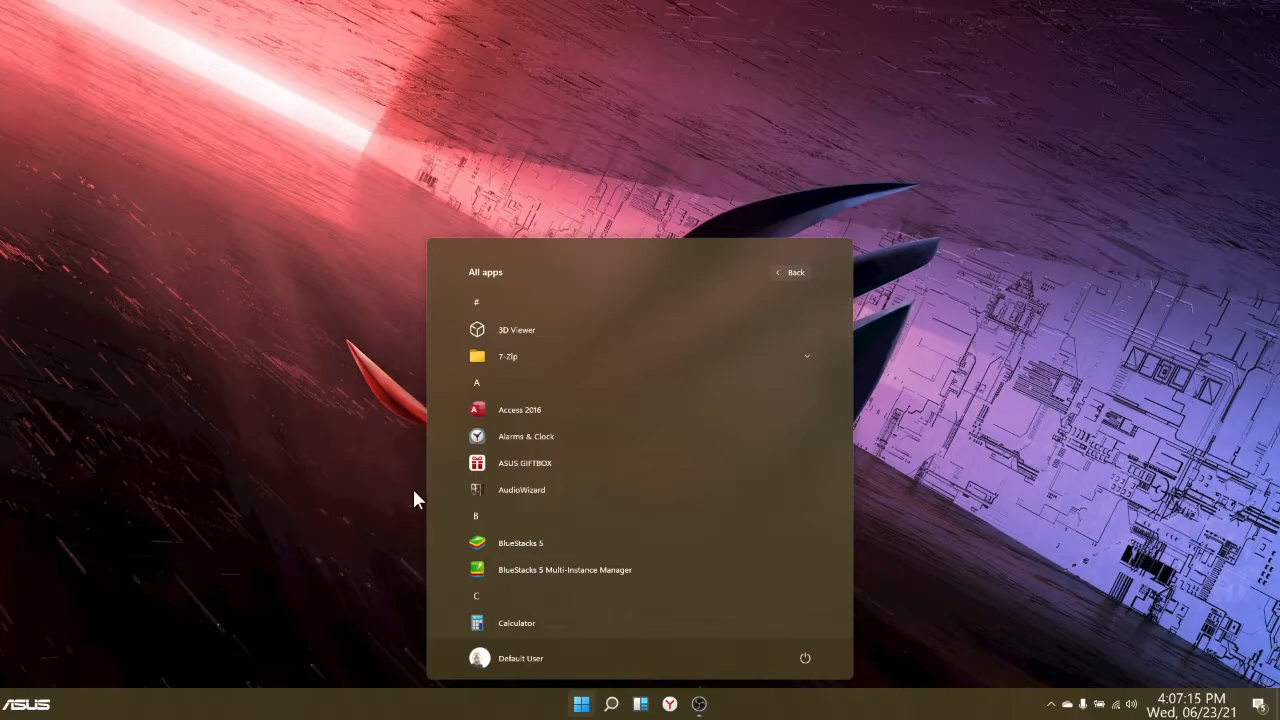 All apps
Back
#
3D Viewer
7-Zip
A
Access 2016
Alarms & Clock
ASUS GIFTBOX
AudioWizard
B
BlueStacks 5
BlueStacks 5 Multi-Instance Manager
C
Calculator
Default User
ASUS
4:07:15 PM
Wed, 06/23/21
5